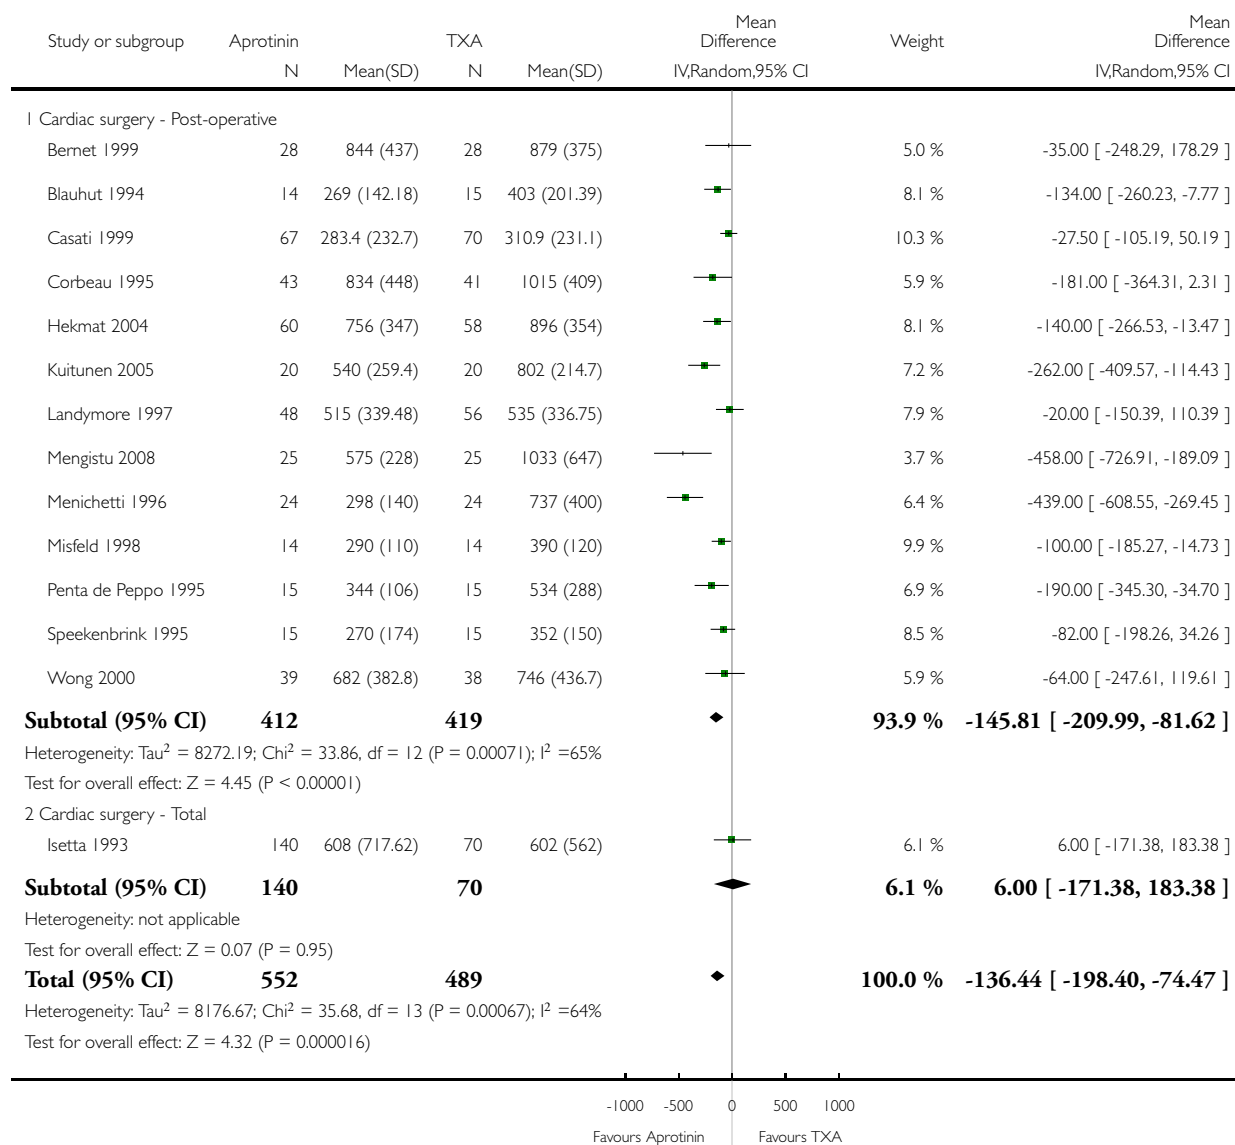 Mean Mean
Study or subgroup Aprotinin TXA Difference Weight Difference
N Mean(SD) N Mean(SD) IV,Random,95% CI IV,Random,95% CI
1 Cardiac surgery - Post-operative
Bernet 1999 28 844 (437) 28 879 (375) 5.0 % -35.00 [ -248.29, 178.29 ]
Blauhut 1994 14 269 (142.18) 15 403 (201.39) 8.1 % -134.00 [ -260.23, -7.77 ]
Casati 1999 67 283.4 (232.7) 70 310.9 (231.1) 10.3 % -27.50 [ -105.19, 50.19 ]
Corbeau 1995 43 834 (448) 41 1015 (409) 5.9 % -181.00 [ -364.31, 2.31 ]
Hekmat 2004 60 756 (347) 58 896 (354) 8.1 % -140.00 [ -266.53, -13.47 ]
Kuitunen 2005 20 540 (259.4) 20 802 (214.7) 7.2 % -262.00 [ -409.57, -114.43 ]
Landymore 1997 48 515 (339.48) 56 535 (336.75) 7.9 % -20.00 [ -150.39, 110.39 ]
Mengistu 2008 25 575 (228) 25 1033 (647) 3.7 % -458.00 [ -726.91, -189.09 ]
Menichetti 1996 24 298 (140) 24 737 (400) 6.4 % -439.00 [ -608.55, -269.45 ]
Misfeld 1998 14 290 (110) 14 390 (120) 9.9 % -100.00 [ -185.27, -14.73 ]
Penta de Peppo 1995 15 344 (106) 15 534 (288) 6.9 % -190.00 [ -345.30, -34.70 ]
Speekenbrink 1995 15 270 (174) 15 352 (150) 8.5 % -82.00 [ -198.26, 34.26 ]
Wong 2000 39 682 (382.8) 38 746 (436.7) 5.9 % -64.00 [ -247.61, 119.61 ]
Subtotal (95% CI) 412 419 93.9 % -145.81 [ -209.99, -81.62 ]
Heterogeneity: Tau² = 8272.19; Chi² = 33.86, df = 12 (P = 0.00071); I² =65%
Test for overall effect: Z = 4.45 (P < 0.00001)
2 Cardiac surgery - Total
Isetta 1993 140 608 (717.62) 70 602 (562) 6.1 % 6.00 [ -171.38, 183.38 ]
Subtotal (95% CI) 140 70 6.1 % 6.00 [ -171.38, 183.38 ]
Heterogeneity: not applicable
Test for overall effect: Z = 0.07 (P = 0.95)
Total (95% CI) 552 489 100.0 % -136.44 [ -198.40, -74.47 ]
Heterogeneity: Tau² = 8176.67; Chi² = 35.68, df = 13 (P = 0.00067); I² =64%
Test for overall effect: Z = 4.32 (P = 0.000016)
-1000 -500 0 500 1000
Favours Aprotinin Favours TXA